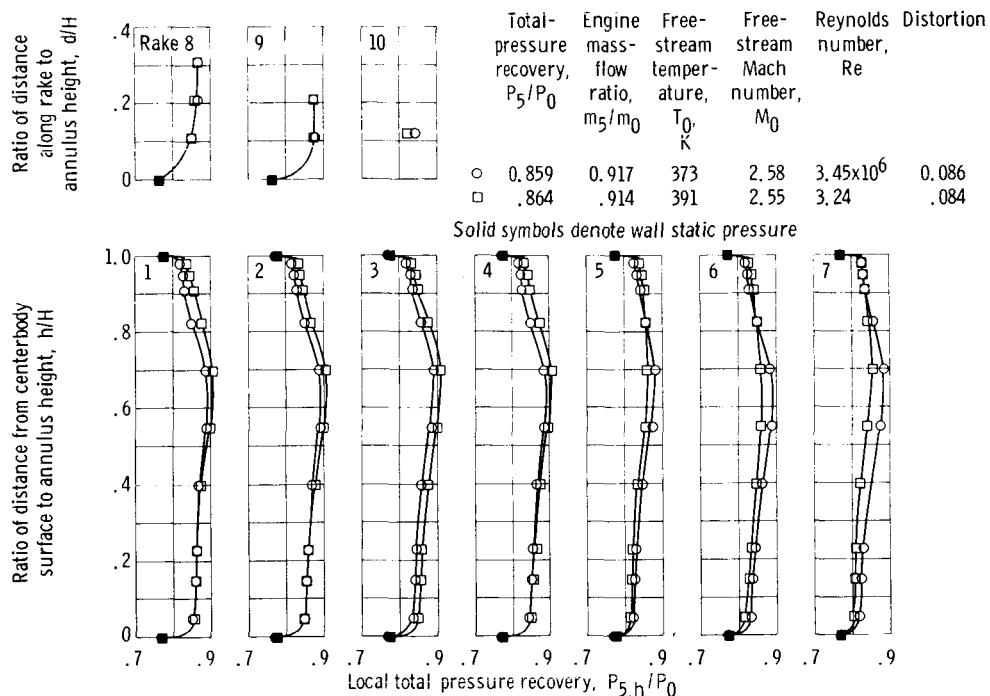 Ratio of distance
along rake to
annulus height, d/H
.4
.2
0
Rake 8
9
10
Total-
pressure
recovery,
P5/P0
Engine
mass-
flow
ratio,
m5/m0
Free-
stream
temper-
ature,
T0,
K
Free-
stream
Mach
number,
M0
Reynolds
number,
Re
Distortion
0.859 0.917 373 2.58 3.45x10^6 0.086
.864 .914 391 2.55 3.24 .084
Solid symbols denote wall static pressure
Ratio of distance from centerbody
surface to annulus height, h/H
1.0
.8
.6
.4
.2
0
1
2
3
4
5
6
7
.7 .9 .7 .9 .7 .9 .7 .9 .7 .9 .7 .9 .7 .9
Local total pressure recovery, P5,h/P0